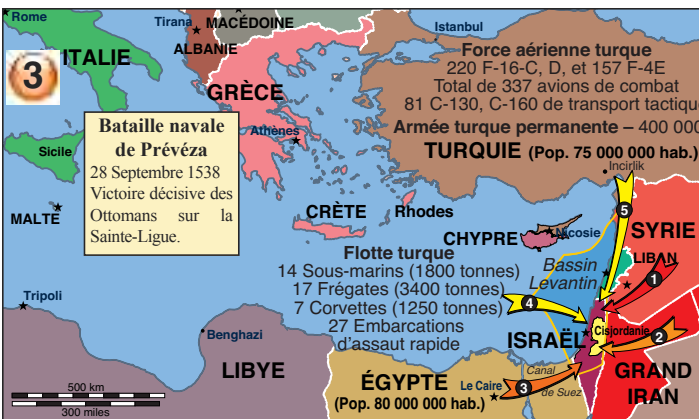 Rome
Tirana
MACÉDOINE
Istanbul
ITALIE
ALBANIE
3
GRÈCE
Force aérienne turque
220 F-16-C, D, et 157 F-4E
Total de 337 avions de combat
81 C-130, C-160 de transport tactique
Armée turque permanente – 400 000
TURQUIE (Pop. 75 000 000 hab.)
Bataille navale
de Prévéza
28 Septembre 1538
Victoire décisive des
Ottomans sur la
Sainte-Ligue.
Athènes
Sicile
Incirlik
MALTE
CRÈTE
Rhodes
5
CHYPRE
Nicosie
SYRIE
Flotte turque
14 Sous-marins (1800 tonnes)
17 Frégates (3400 tonnes)
7 Corvettes (1250 tonnes)
27 Embarcations
d'assaut rapide
Bassin
Levantin
LIBAN
1
Tripoli
4
Benghazi
ISRAËL
Cisjordanie
2
LIBYE
ÉGYPTE
(Pop. 80 000 000 hab.)
Le Caire
3
Canal
de Suez
GRAND
IRAN
500 km
300 miles